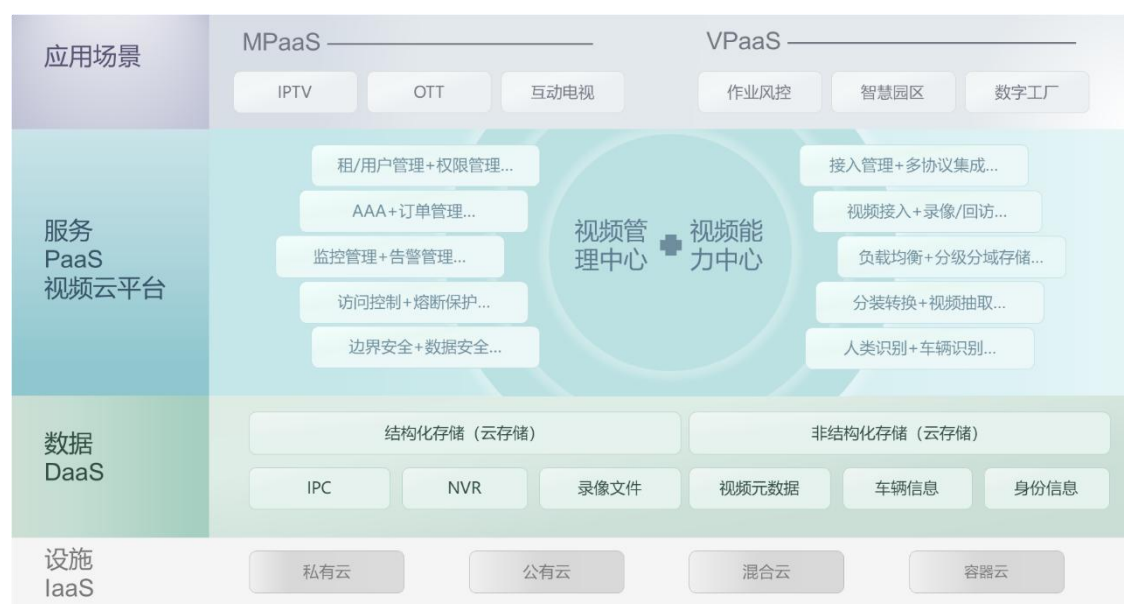 应用场景
MPaaS
VPaaS
IPTV
OTT
互动电视
作业风控
智慧园区
数字工厂
服务
PaaS
视频云平台
租/用户管理+权限管理...
AAA+订单管理...
监控管理+告警管理...
访问控制+熔断保护...
边界安全+数据安全...
视频管
理中心
视频能
力中心
接入管理+多协议集成...
视频接入+录像/回访...
负载均衡+分级分域存储...
分装转换+视频抽取...
人类识别+车辆识别...
数据
DaaS
结构化存储（云存储）
非结构化存储（云存储）
IPC
NVR
录像文件
视频元数据
车辆信息
身份信息
设施
IaaS
私有云
公有云
混合云
容器云